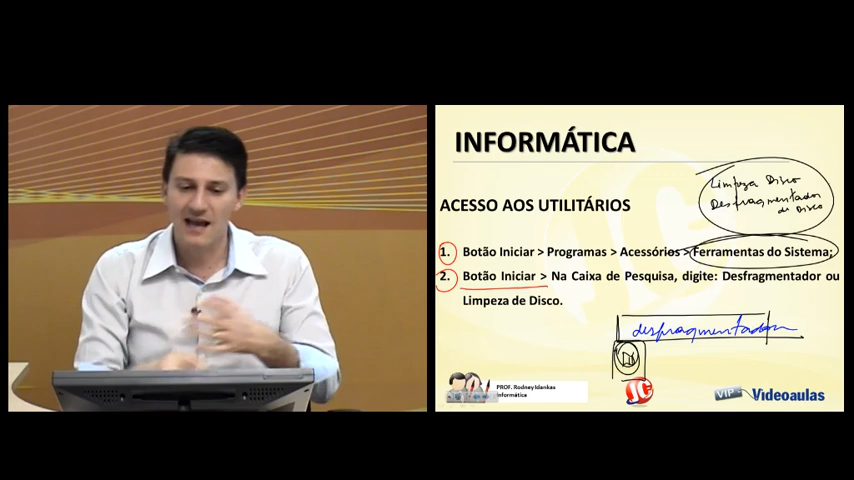 INFORMÁTICA
Limpeza Disco
Desfragmentador
de Disco
ACESSO AOS UTILITÁRIOS
1. Botão Iniciar > Programas > Acessórios > Ferramentas do Sistema;
2. Botão Iniciar > Na Caixa de Pesquisa, digite: Desfragmentador ou
Limpeza de Disco.
desfragmentador
PROF. Rodney Idankas
Informática
JC
VIP Videoaulas